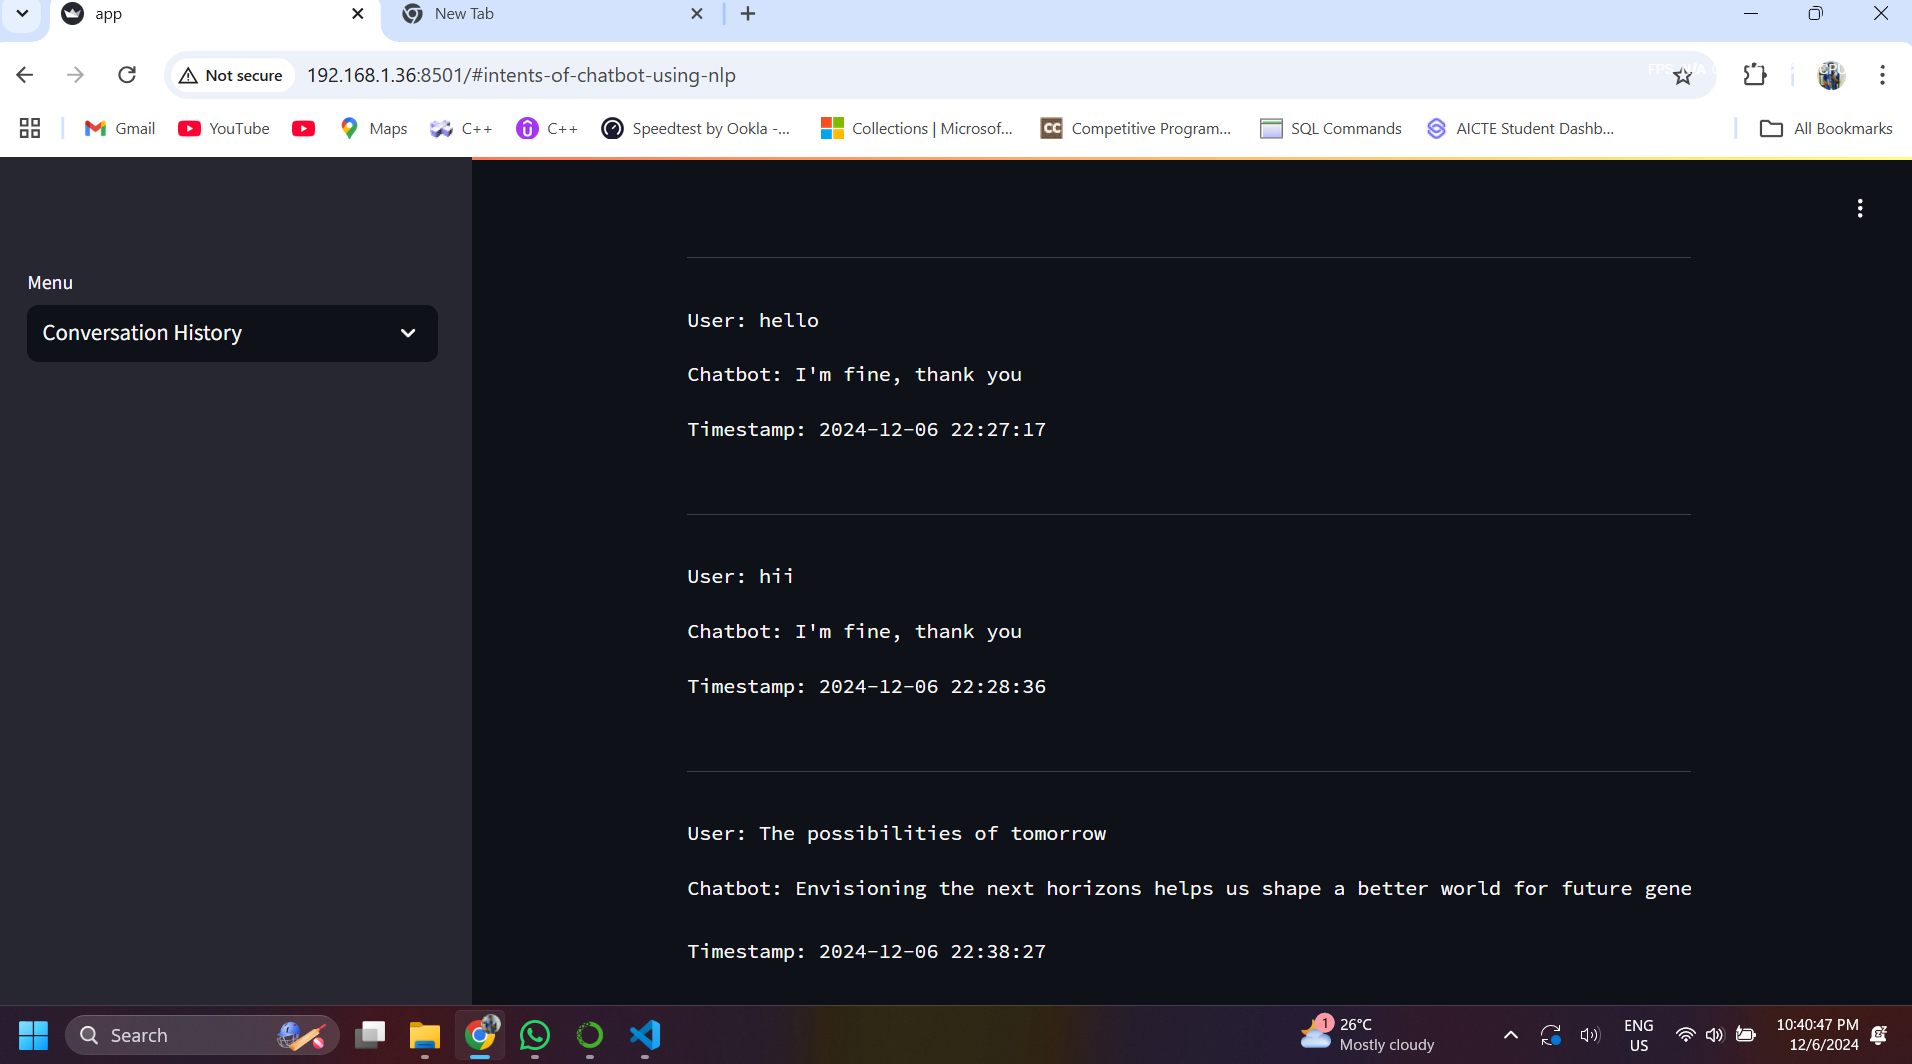 app
New Tab
Not secure
192.168.1.36:8501/#intents-of-chatbot-using-nlp
Gmail
YouTube
Maps
C++
C++
Speedtest by Ookla -...
Collections | Microsof...
CC
Competitive Program...
SQL Commands
AICTE Student Dashb...
All Bookmarks
Menu
Conversation History
User: hello
Chatbot: I'm fine, thank you
Timestamp: 2024-12-06 22:27:17
User: hii
Chatbot: I'm fine, thank you
Timestamp: 2024-12-06 22:28:36
User: The possibilities of tomorrow
Chatbot: Envisioning the next horizons helps us shape a better world for future gene
Timestamp: 2024-12-06 22:38:27
Search
1
26°C
Mostly cloudy
ENG
US
10:40:47 PM
12/6/2024